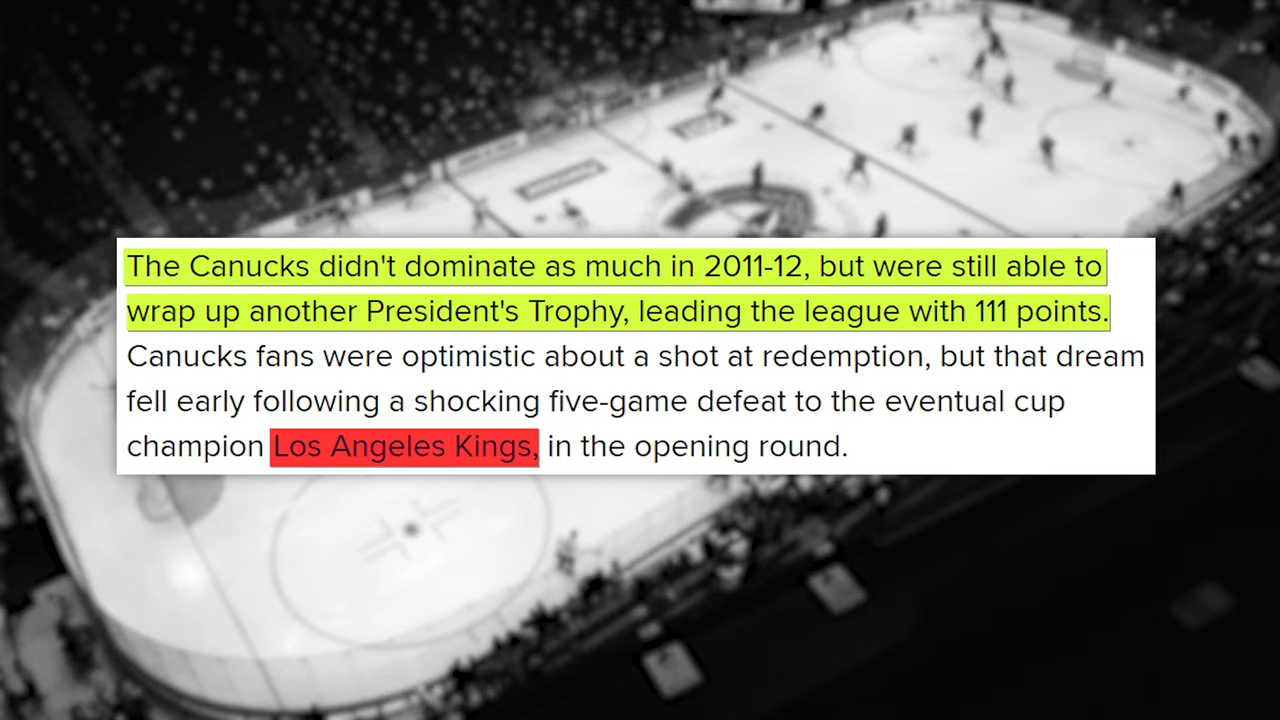 The Canucks didn't dominate as much in 2011-12, but were still able to
wrap up another President's Trophy, leading the league with 111 points.
Canucks fans were optimistic about a shot at redemption, but that dream
fell early following a shocking five-game defeat to the eventual cup
champion Los Angeles Kings, in the opening round.